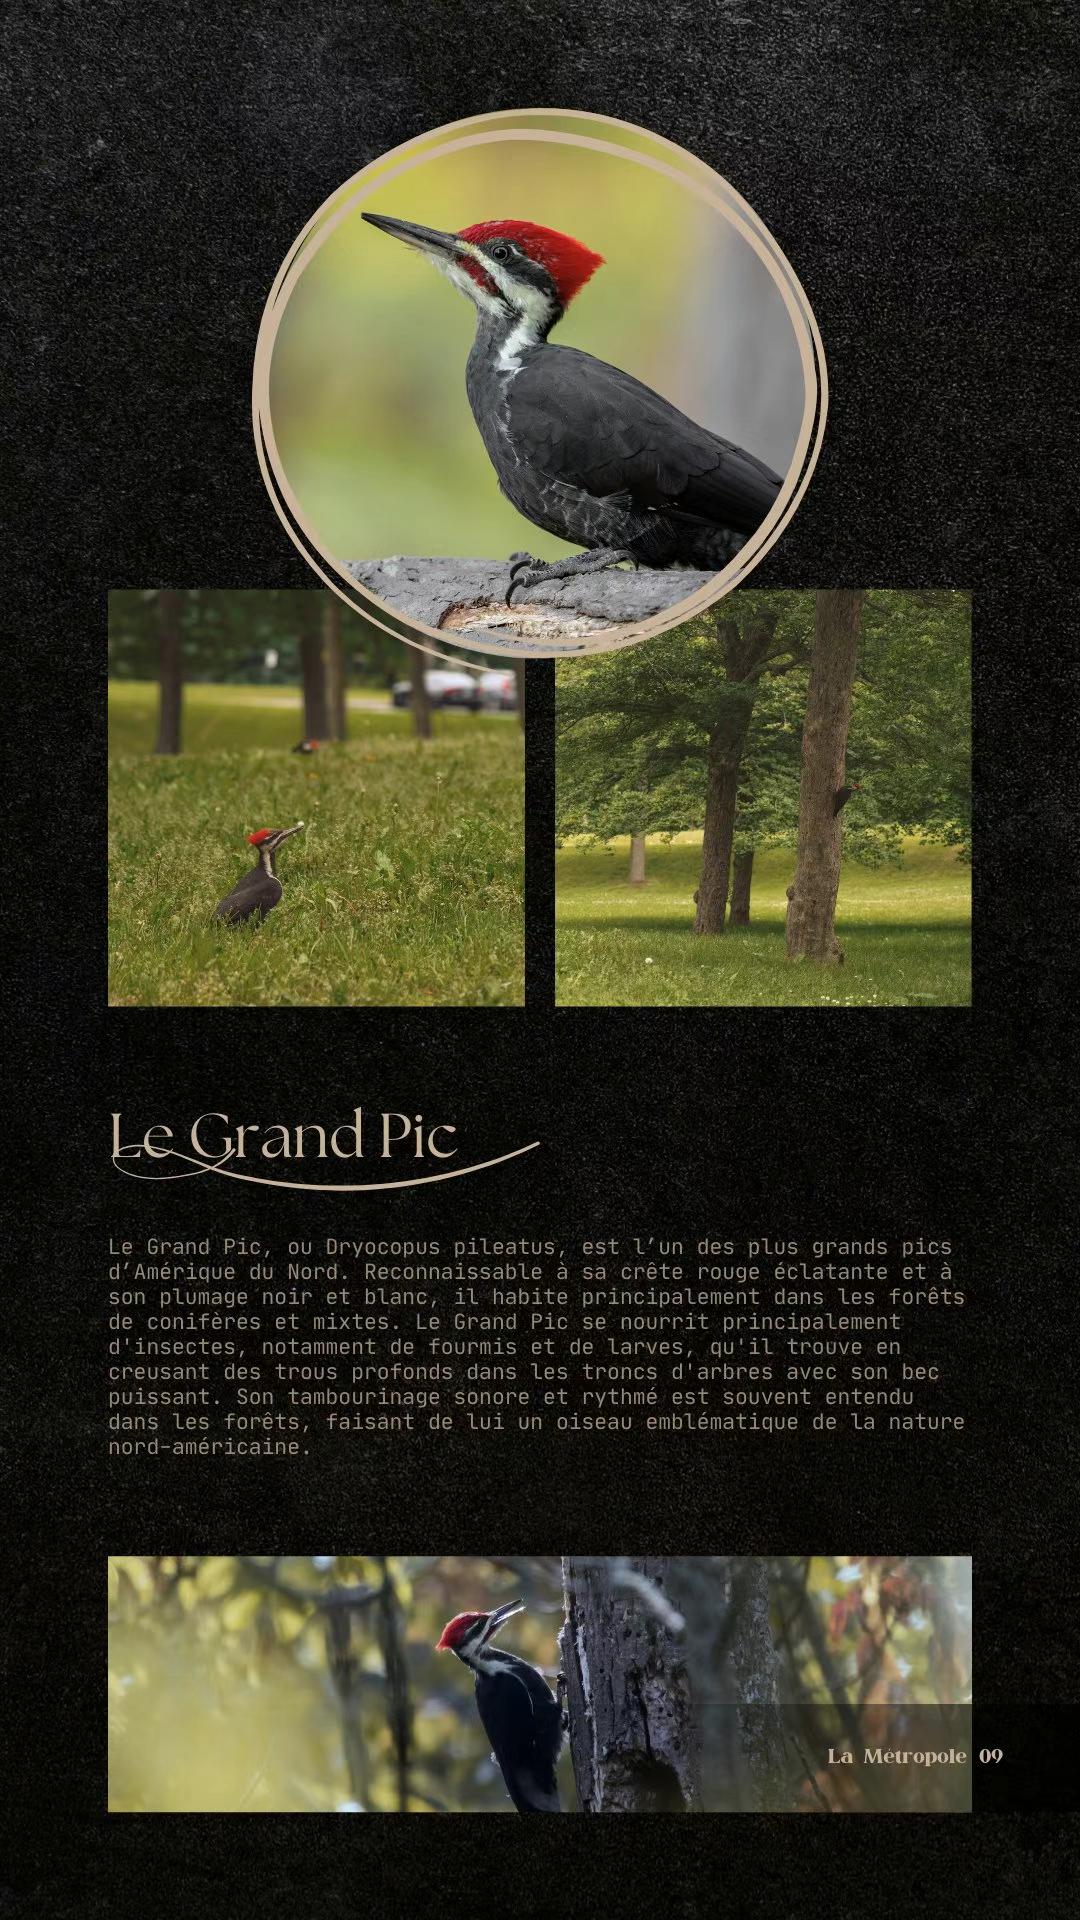 Le Grand Pic
Le Grand Pic, ou Dryocopus pileatus, est l’un des plus grands pics
d’Amérique du Nord. Reconnaissable à sa crête rouge éclatante et à
son plumage noir et blanc, il habite principalement dans les forêts
de conifères et mixtes. Le Grand Pic se nourrit principalement
d'insectes, notamment de fourmis et de larves, qu'il trouve en
creusant des trous profonds dans les troncs d'arbres avec son bec
puissant. Son tambourinage sonore et rythmé est souvent entendu
dans les forêts, faisant de lui un oiseau emblématique de la nature
nord-américaine.
La Métropole 09